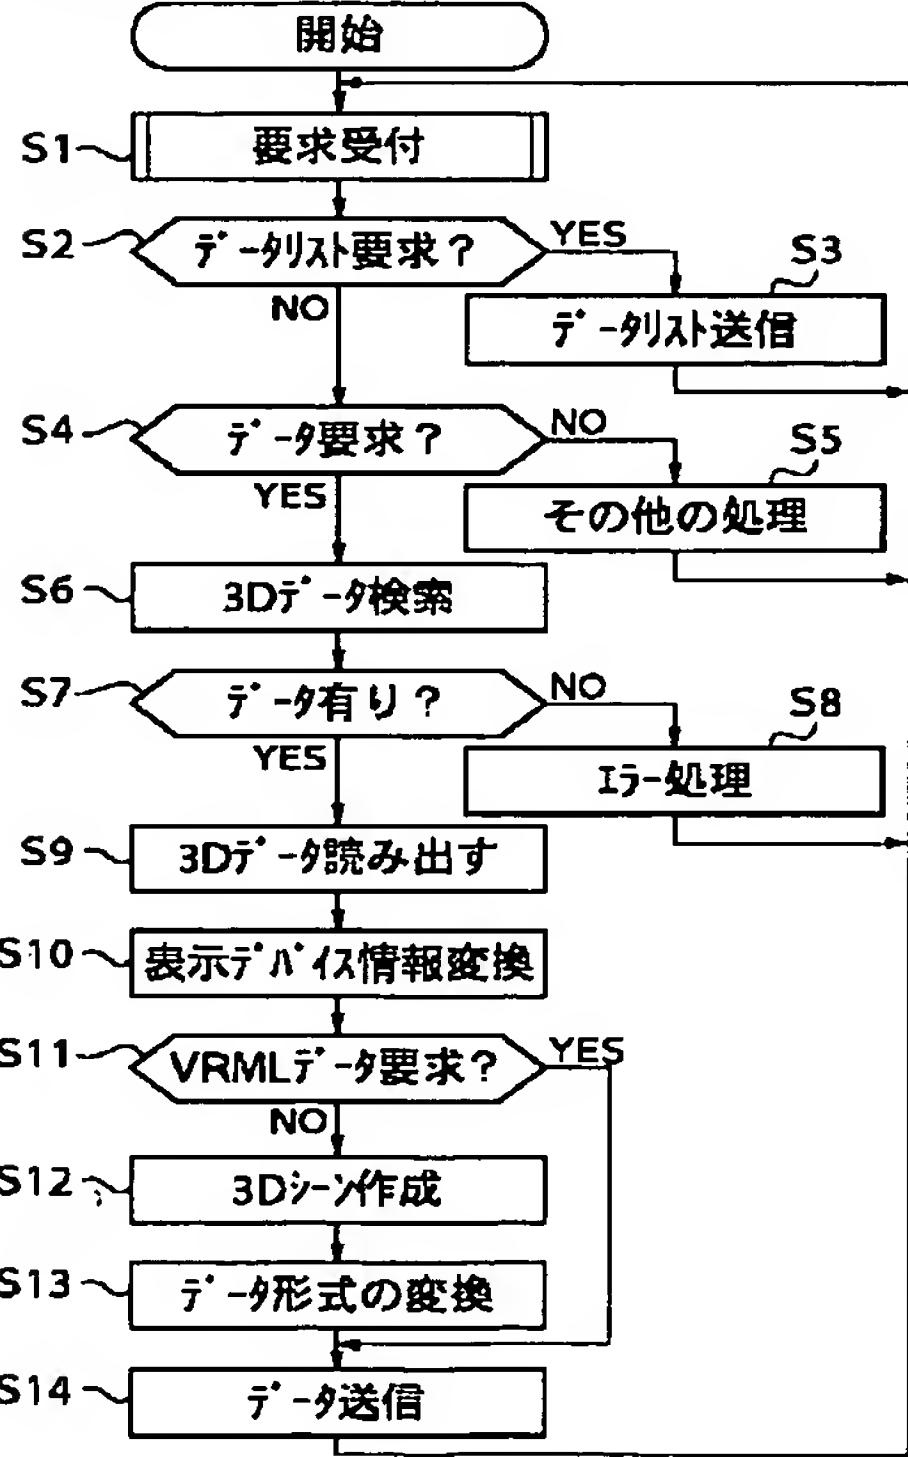 開始
S1
要求受付
S2
データリスト要求?
YES
NO
S3
データリスト送信
S4
データ要求?
NO
YES
S5
その他の処理
S6
3Dデータ検索
S7
データ有り?
NO
YES
S8
エラー処理
S9
3Dデータ読み出す
S10
表示デバイス情報変換
S11
VRMLデータ要求?
YES
NO
S12
3Dシーン作成
S13
データ形式の変換
S14
データ送信